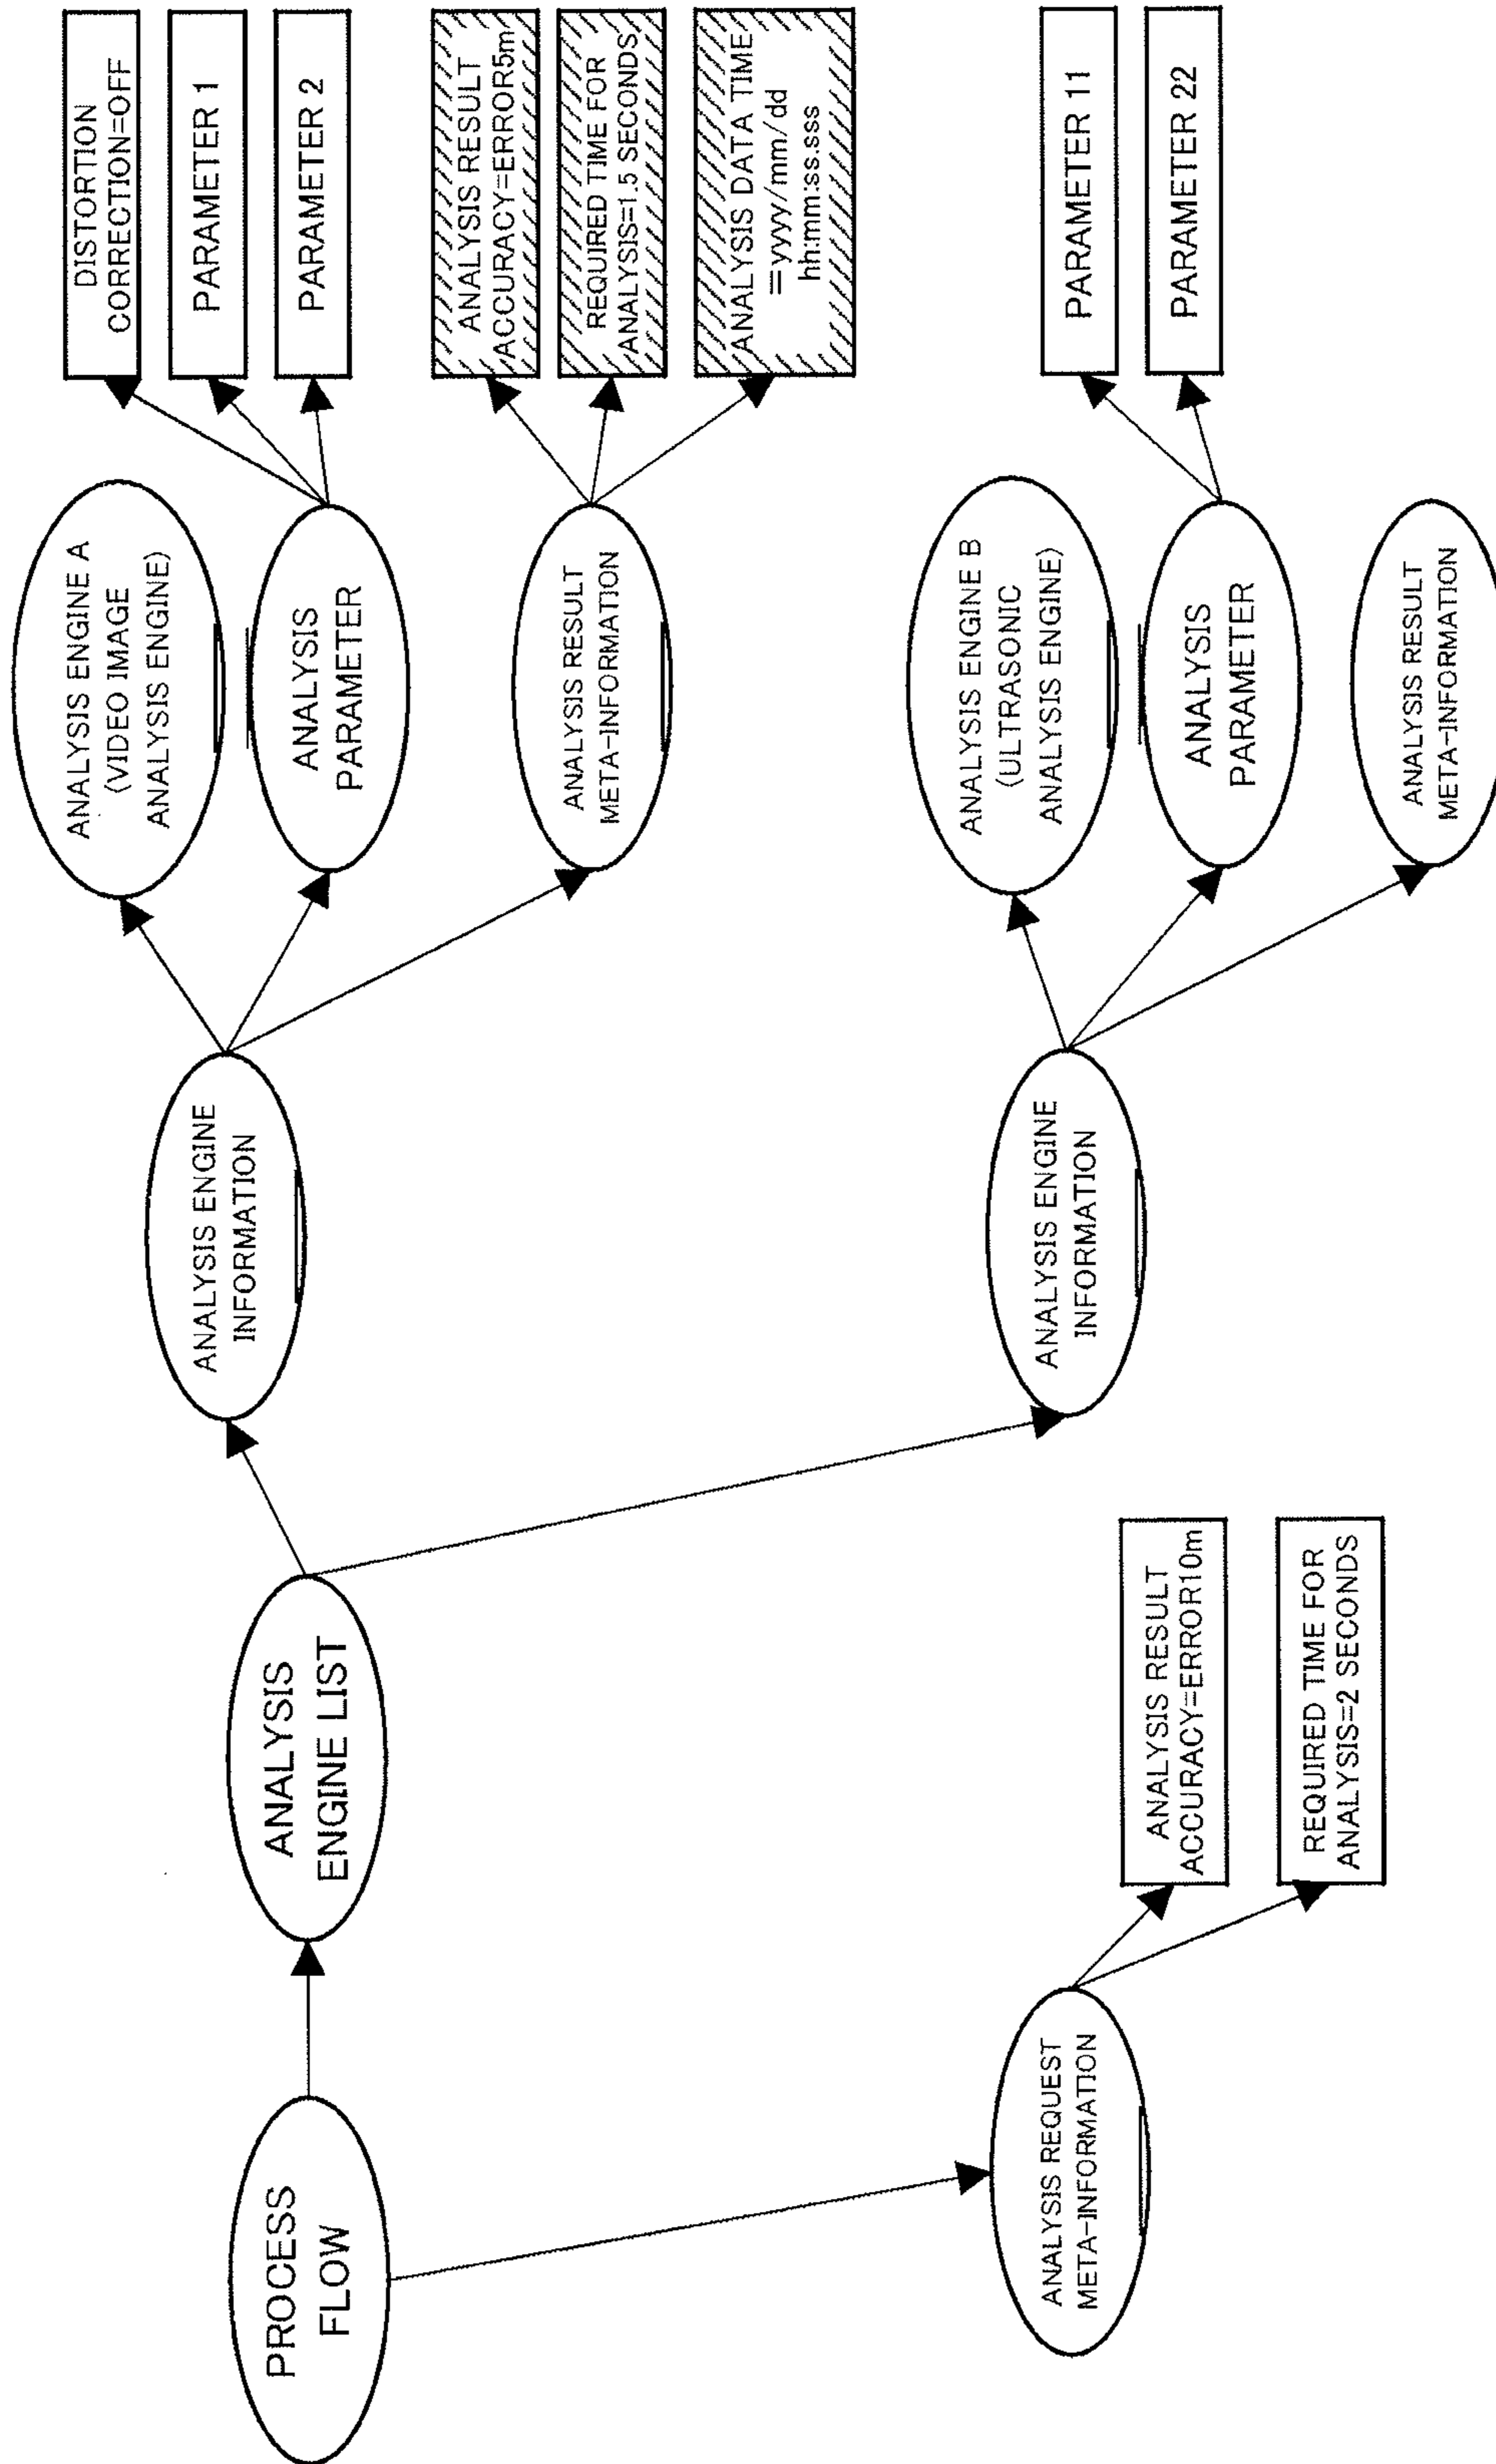 PROCESS
FLOW
ANALYSIS
ENGINE LIST
ANALYSIS REQUEST
META-INFORMATION
ANALYSIS RESULT
ACCURACY=ERROR10m
REQUIRED TIME FOR
ANALYSIS=2 SECONDS
ANALYSIS ENGINE
INFORMATION
ANALYSIS ENGINE A
(VIDEO IMAGE
ANALYSIS ENGINE)
ANALYSIS
PARAMETER
DISTORTION
CORRECTION=OFF
PARAMETER 1
PARAMETER 2
ANALYSIS RESULT
META-INFORMATION
ANALYSIS RESULT
ACCURACY=ERROR5m
REQUIRED TIME FOR
ANALYSIS=1.5 SECONDS
ANALYSIS DATA TIME
=yyyy/mm/dd
hh:mm:ss.sss
ANALYSIS ENGINE
INFORMATION
ANALYSIS ENGINE B
(ULTRASONIC
ANALYSIS ENGINE)
ANALYSIS
PARAMETER
PARAMETER 11
PARAMETER 22
ANALYSIS RESULT
META-INFORMATION